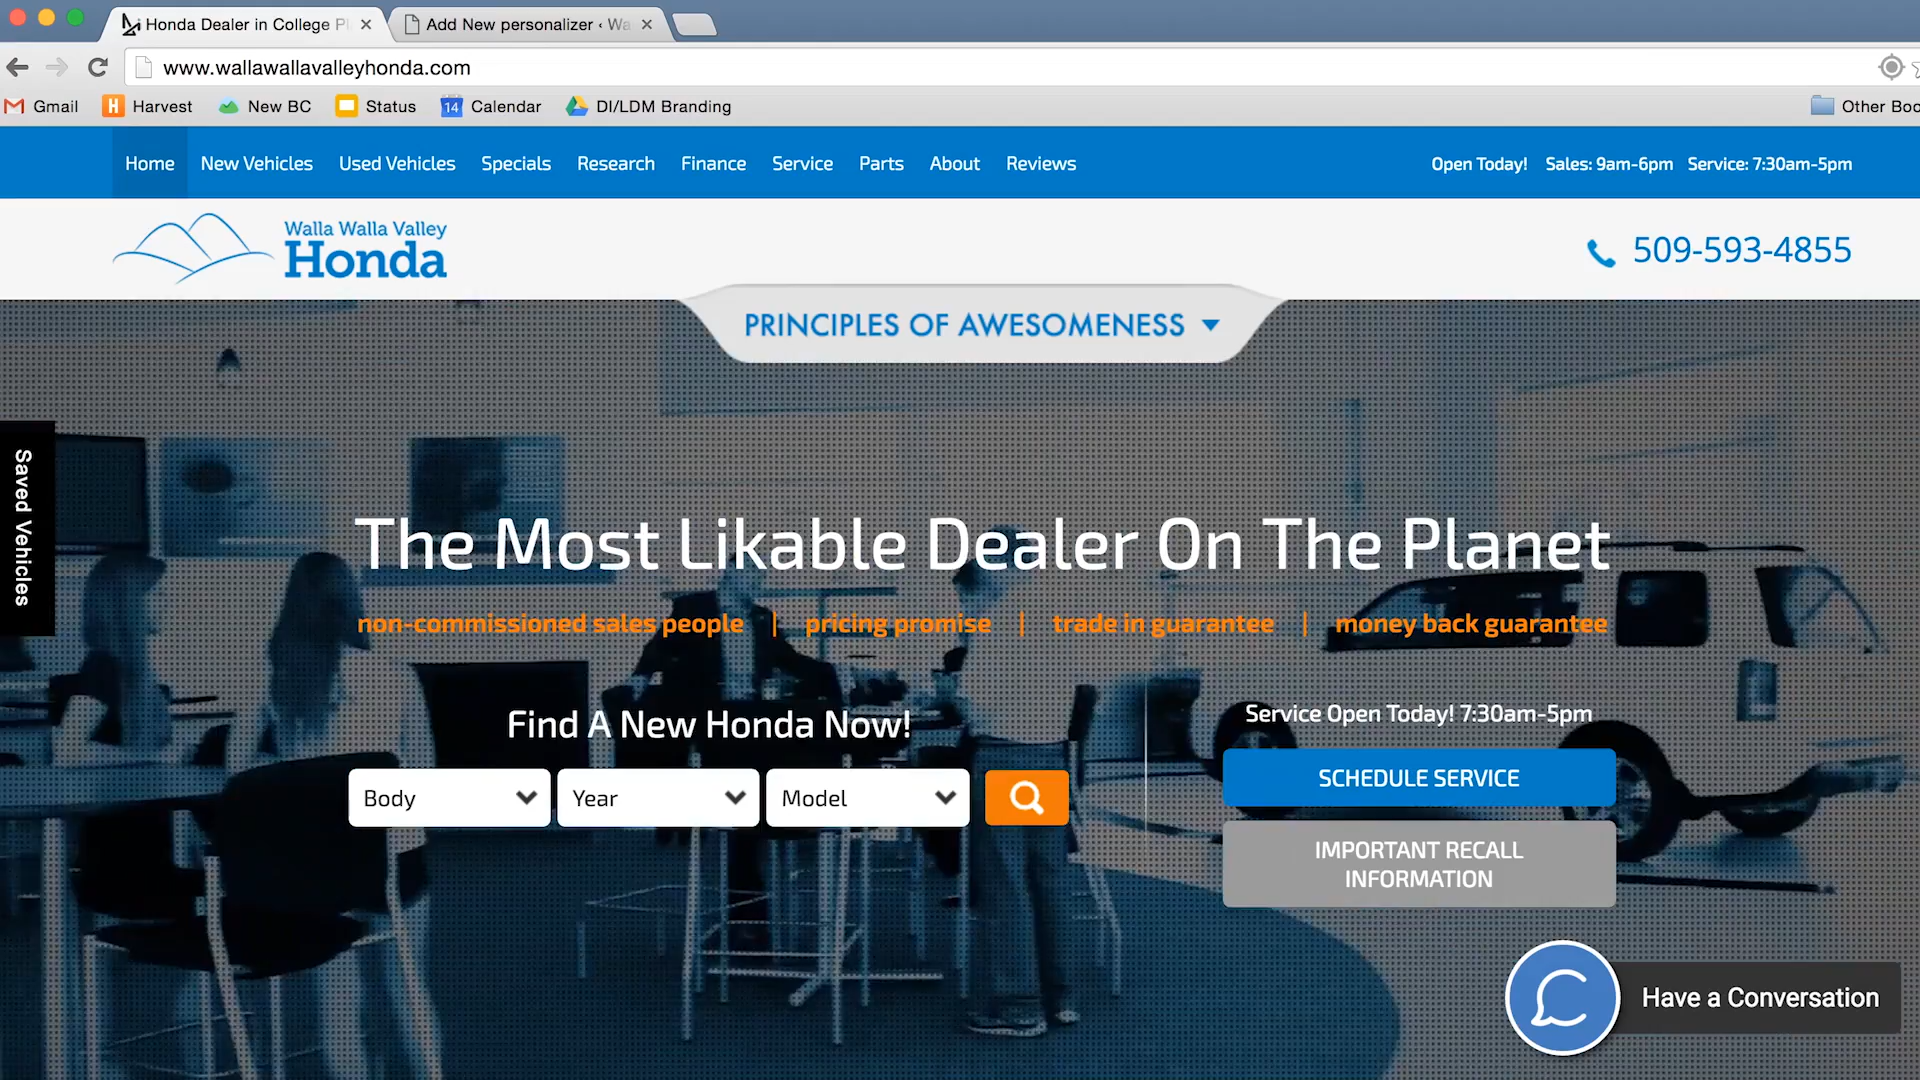 Honda Dealer in College P
Add New personalizer ‹ Wa
www.wallawallavalleyhonda.com
Gmail
H Harvest
New BC
Status
14 Calendar
DI/LDM Branding
Other Boo
Home
New Vehicles
Used Vehicles
Specials
Research
Finance
Service
Parts
About
Reviews
Open Today! Sales: 9am-6pm Service: 7:30am-5pm
Walla Walla Valley
Honda
509-593-4855
PRINCIPLES OF AWESOMENESS
Saved Vehicles
The Most Likable Dealer On The Planet
non-commissioned sales people | pricing promise | trade in guarantee | money back guarantee
Find A New Honda Now!
Body
Year
Model
Service Open Today! 7:30am-5pm
SCHEDULE SERVICE
IMPORTANT RECALL
INFORMATION
Have a Conversation